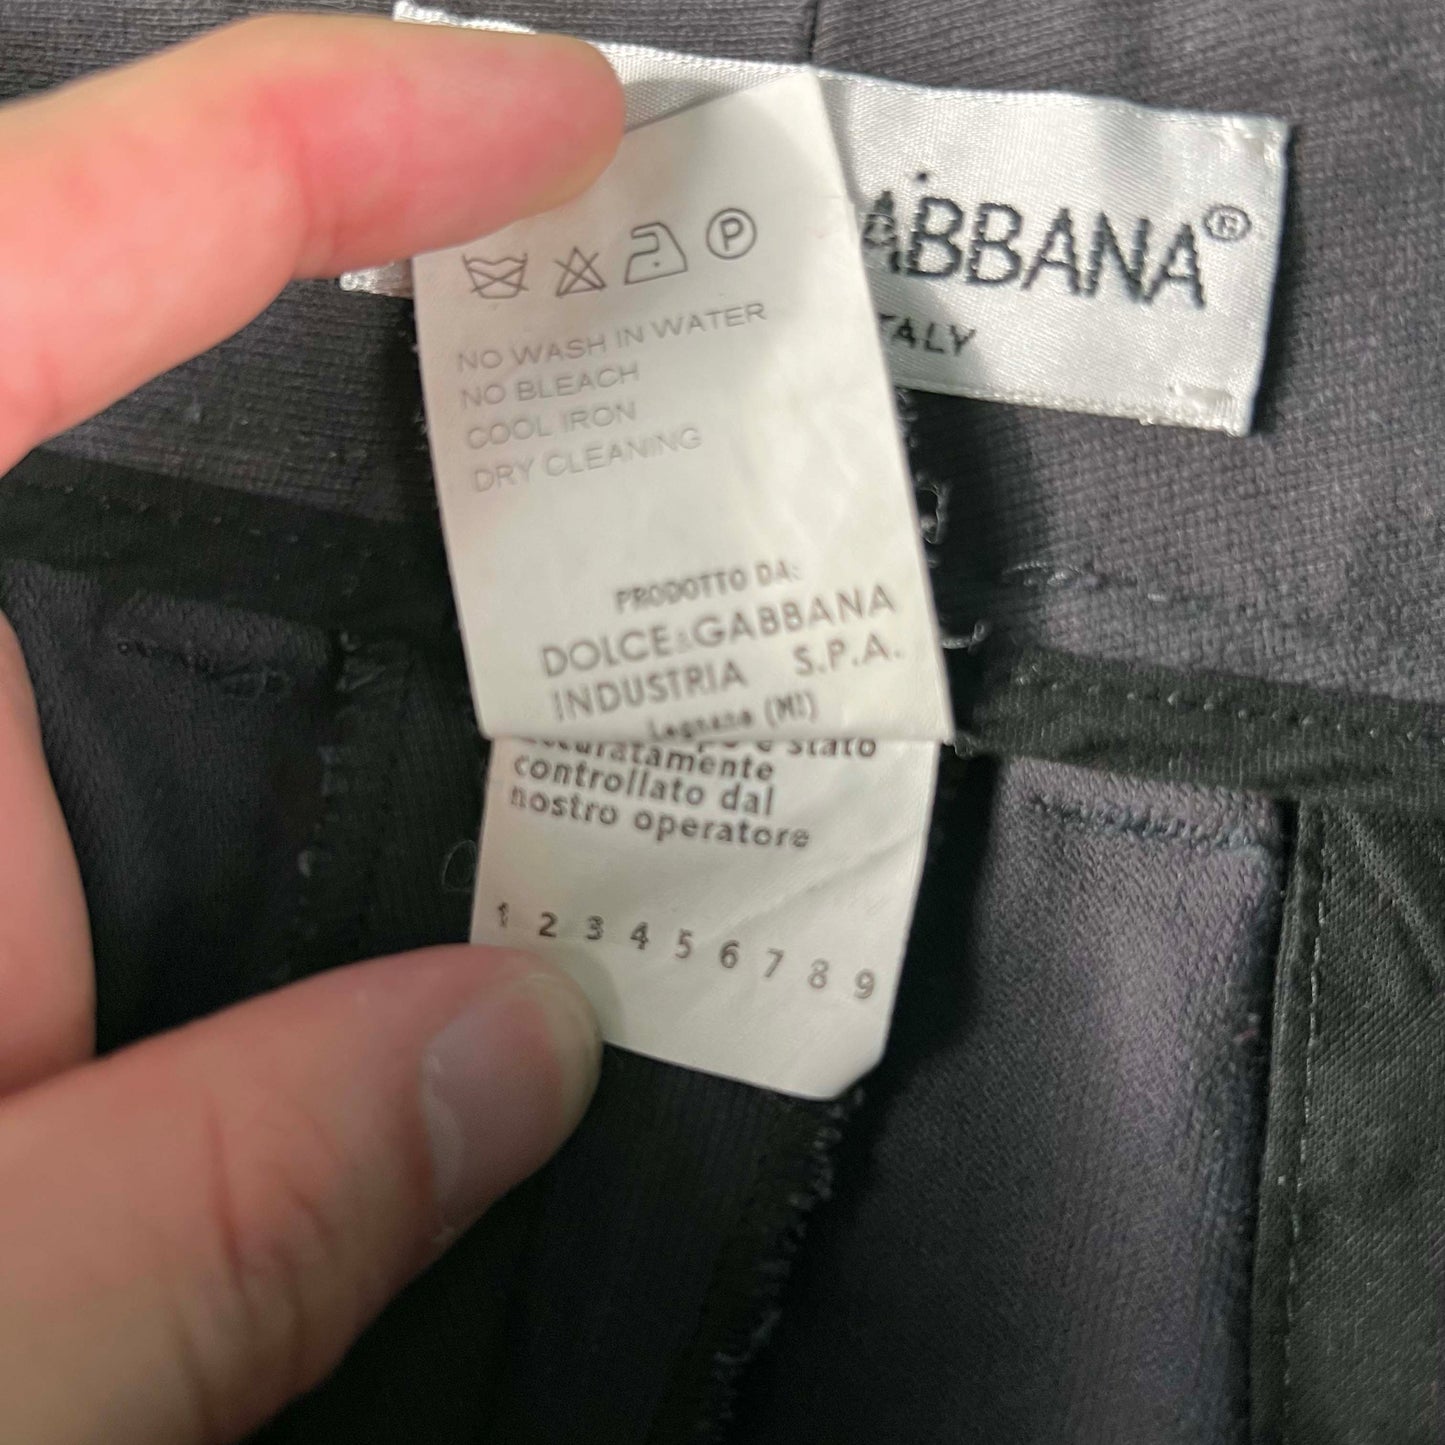 P
NO WASH IN WATER
NO BLEACH
COOL IRON
DRY CLEANING
PRODOTTO DA:
DOLCE&GABBANA
INDUSTRIA S.P.A.
Legnano (MI)
e stato
controllato dal
nostro operatore
1 2 3 4 5 6 7 8 9
ABBANA®
TALY